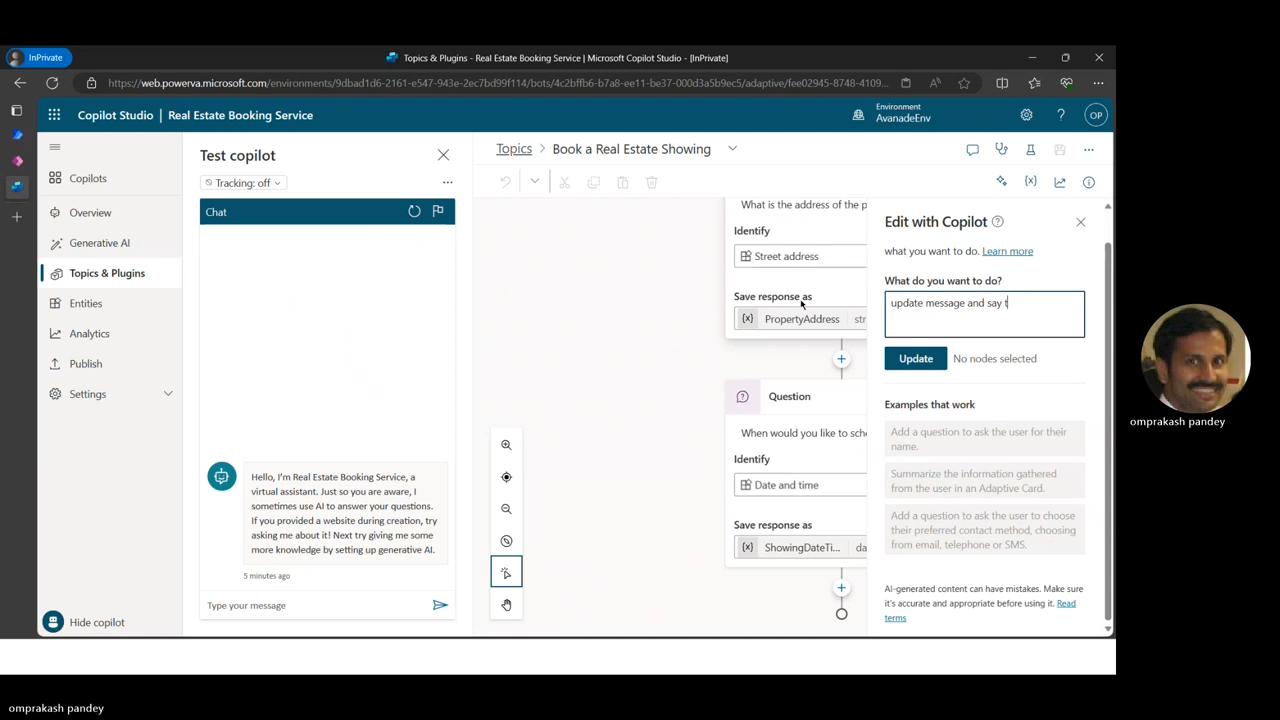 InPrivate
Topics & Plugins - Real Estate Booking Service | Microsoft Copilot Studio - [InPrivate]
https://web.powerva.microsoft.com/environments/9dbad1d6-2161-e547-943e-2ec7bd99f114/bots/4c2bffb6-b7a8-ee11-be37-000d3a5b9ec5/adaptive/fee02945-8748-4109...
Copilot Studio | Real Estate Booking Service
Environment
AvanadeEnv
OP
Copilots
Overview
Generative AI
Topics & Plugins
Entities
Analytics
Publish
Settings
Hide copilot
Test copilot
Tracking: off
Chat
Hello, I'm Real Estate Booking Service, a
virtual assistant. Just so you are aware, I
sometimes use AI to answer your questions.
If you provided a website during creation, try
asking me about it! Next try giving me some
more knowledge by setting up generative AI.
5 minutes ago
Type your message
Topics > Book a Real Estate Showing
What is the address of the p
Identify
Street address
Save response as
{x} PropertyAddress str
Question
When would you like to sche
Identify
Date and time
Save response as
{x} ShowingDateTi... da
Edit with Copilot
what you want to do. Learn more
What do you want to do?
update message and say t
Update No nodes selected
Examples that work
Add a question to ask the user for their
name.
Summarize the information gathered
from the user in an Adaptive Card.
Add a question to ask the user to choose
their preferred contact method, choosing
from email, telephone or SMS.
AI-generated content can have mistakes. Make sure
it's accurate and appropriate before using it. Read
terms
omprakash pandey
omprakash pandey